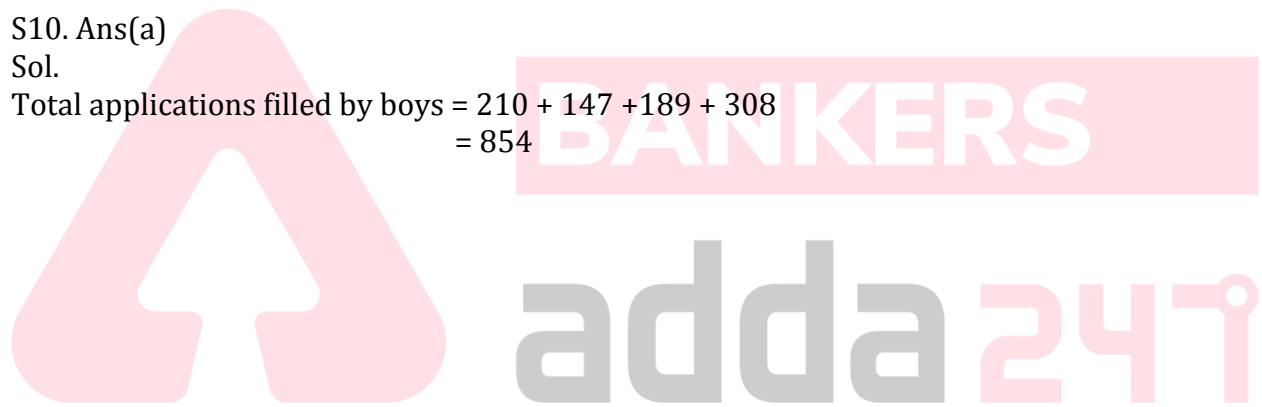 S10. Ans(a)
Sol.
Total applications filled by boys = 210 + 147 +189 + 308
= 854
BANKERS
adda 247